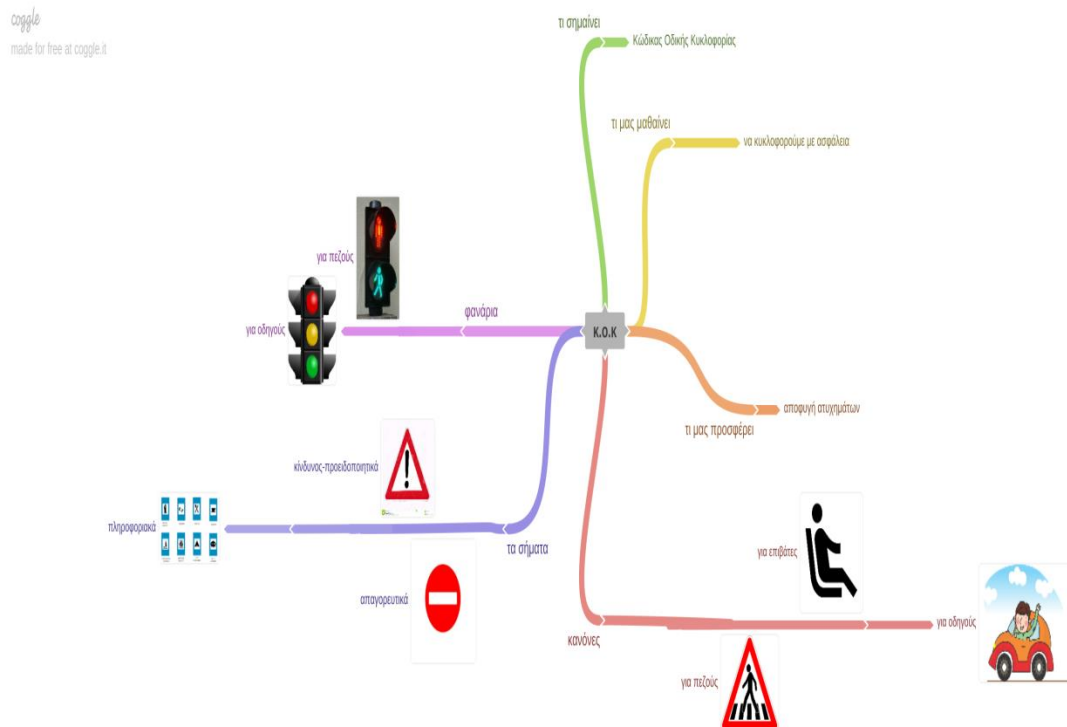 coggle
made for free at coggle.it
τι σημαίνει
Κώδικας Οδικής Κυκλοφορίας
τι μας μαθαίνει
να κυκλοφορούμε με ασφάλεια
για πεζούς
για οδηγούς
φανάρια
Κ.Ο.Κ
τι μας προσφέρει
αποφυγή ατυχημάτων
κίνδυνος-προειδοποιητικά
πληροφοριακά
τα σήματα
απαγορευτικά
για επιβάτες
κανόνες
για οδηγούς
για πεζούς